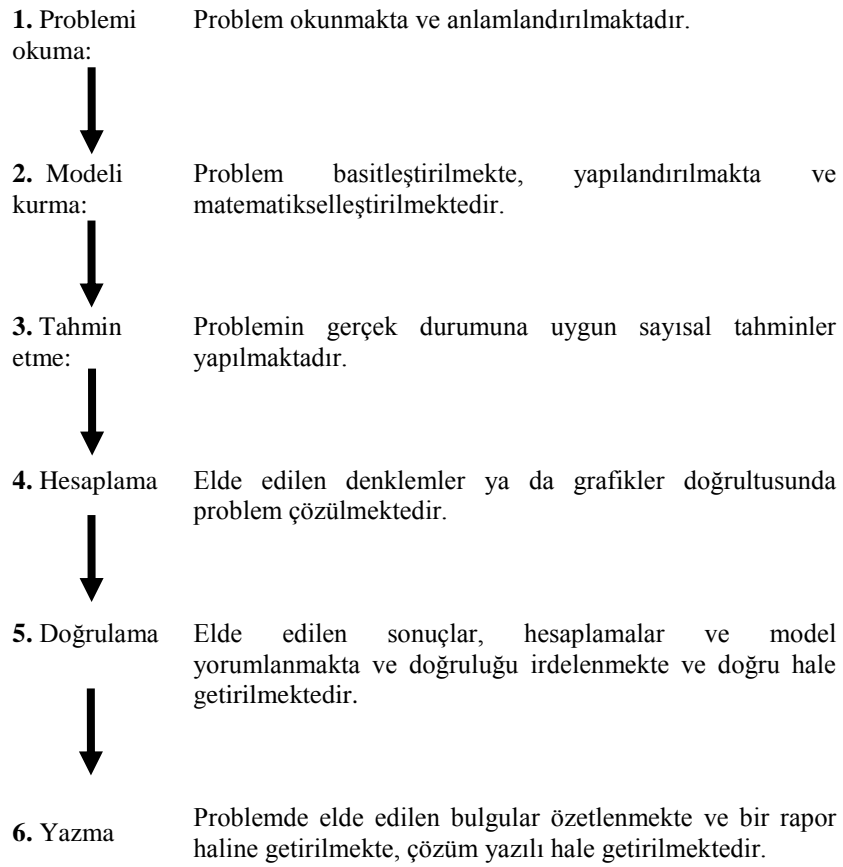 1. Problemi Problem okunmakta ve anlamlandırılmaktadır.
okuma:
2. Modeli Problem basitleştirilmekte, yapılandırılmakta ve
kurma: matematikselleştirilmektedir.
3. Tahmin Problemin gerçek durumuna uygun sayısal tahminler
etme: yapılmaktadır.
4. Hesaplama Elde edilen denklemler ya da grafikler doğrultusunda
problem çözülmektedir.
5. Doğrulama Elde edilen sonuçlar, hesaplamalar ve model
yorumlanmakta ve doğruluğu irdelenmekte ve doğru hale
getirilmektedir.
6. Yazma Problemde elde edilen bulgular özetlenmekte ve bir rapor
haline getirilmekte, çözüm yazılı hale getirilmektedir.